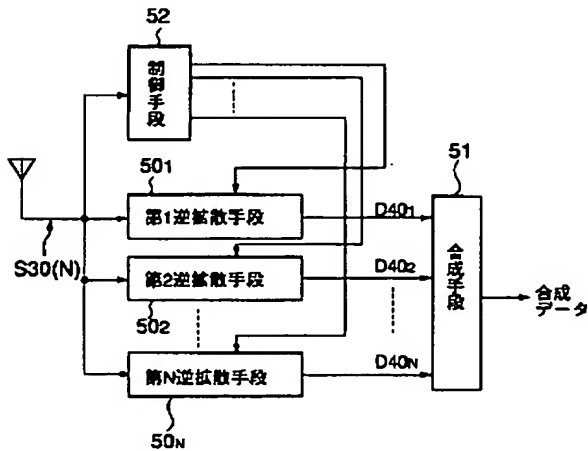 52
制御手段
501
第1逆拡散手段
D401
51
S30(N)
第2逆拡散手段
D402
合成手段
合成
データ
502
第N逆拡散手段
D40N
50N